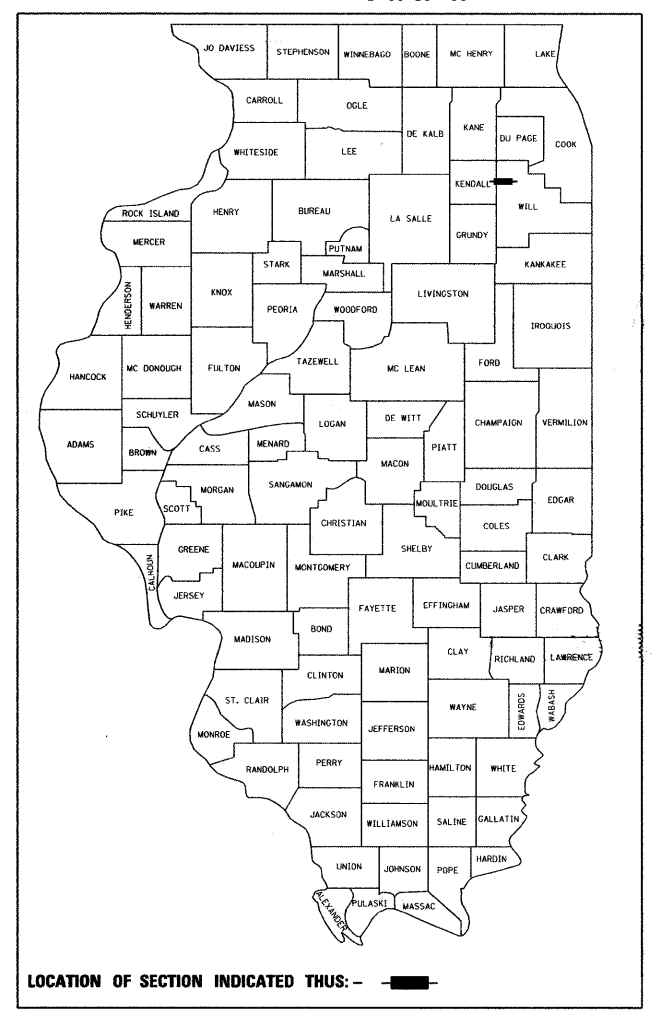 JO DAVIESS
STEPHENSON
WINNEBAGO
BOONE
MC HENRY
LAKE
CARROLL
OGLE
DE KALB
KANE
DU PAGE
COOK
WHITESIDE
LEE
KENDALL
WILL
ROCK ISLAND
HENRY
BUREAU
LA SALLE
GRUNDY
MERCER
PUTNAM
STARK
MARSHALL
KANKAKEE
HENDERSON
WARREN
KNOX
PEORIA
WOODFORD
LIVINGSTON
IROQUOIS
HANCOCK
MC DONOUGH
FULTON
TAZEWELL
MC LEAN
FORD
SCHUYLER
MASON
LOGAN
DE WITT
CHAMPAIGN
VERMILION
ADAMS
BROWN
CASS
MENARD
MACON
PIATT
PIKE
SCOTT
MORGAN
SANGAMON
CHRISTIAN
MOULTRIE
DOUGLAS
EDGAR
COLES
CALHOUN
GREENE
MACOUPIN
MONTGOMERY
SHELBY
CUMBERLAND
CLARK
JERSEY
FAYETTE
EFFINGHAM
JASPER
CRAWFORD
MADISON
BOND
CLAY
RICHLAND
LAWRENCE
CLINTON
MARION
ST. CLAIR
WAYNE
EDWARDS
WABASH
WASHINGTON
JEFFERSON
MONROE
RANDOLPH
PERRY
HAMILTON
WHITE
FRANKLIN
JACKSON
WILLIAMSON
SALINE
GALLATIN
UNION
JOHNSON
POPE
HARDIN
ALEXANDER
PULASKI
MASSAC
LOCATION OF SECTION INDICATED THUS: -